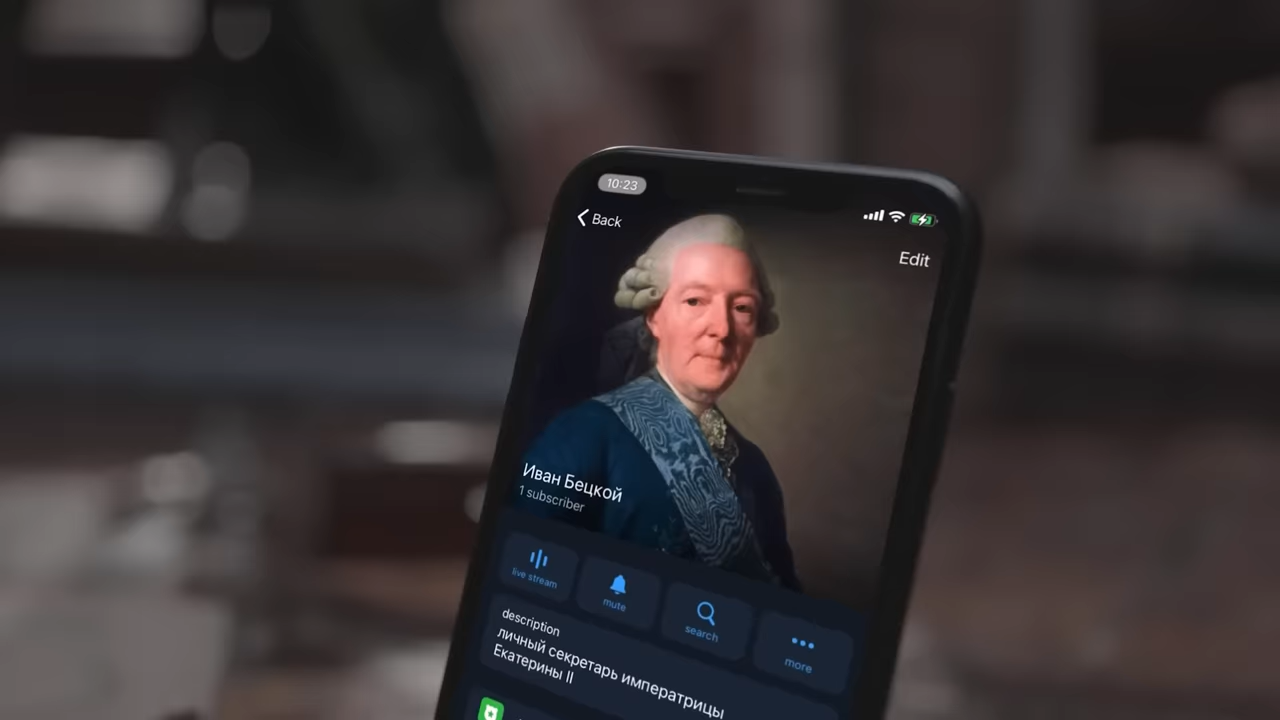 10:23
Back
Edit
Иван Бецкой
1 subscriber
live stream
mute
search
more
description
личный секретарь императрицы
Екатерины II